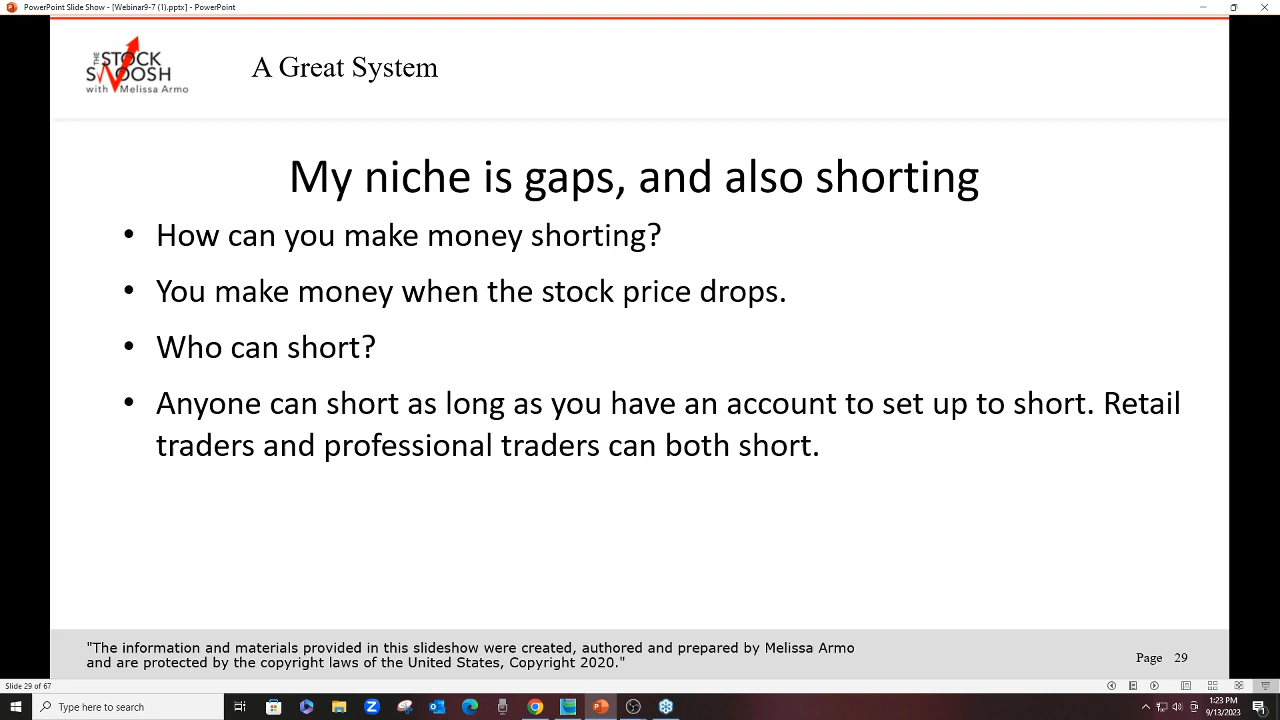 PowerPoint Slide Show - [Webinar9-7 (1).pptx] - PowerPoint
THE STOCK
SWOOSH
with Melissa Armo
A Great System
My niche is gaps, and also shorting
• How can you make money shorting?
• You make money when the stock price drops.
• Who can short?
• Anyone can short as long as you have an account to set up to short. Retail
traders and professional traders can both short.
"The information and materials provided in this slideshow were created, authored and prepared by Melissa Armo
and are protected by the copyright laws of the United States, Copyright 2020."
Page 29
Slide 29 of 67
Type here to search
1:23 PM
9/13/2023